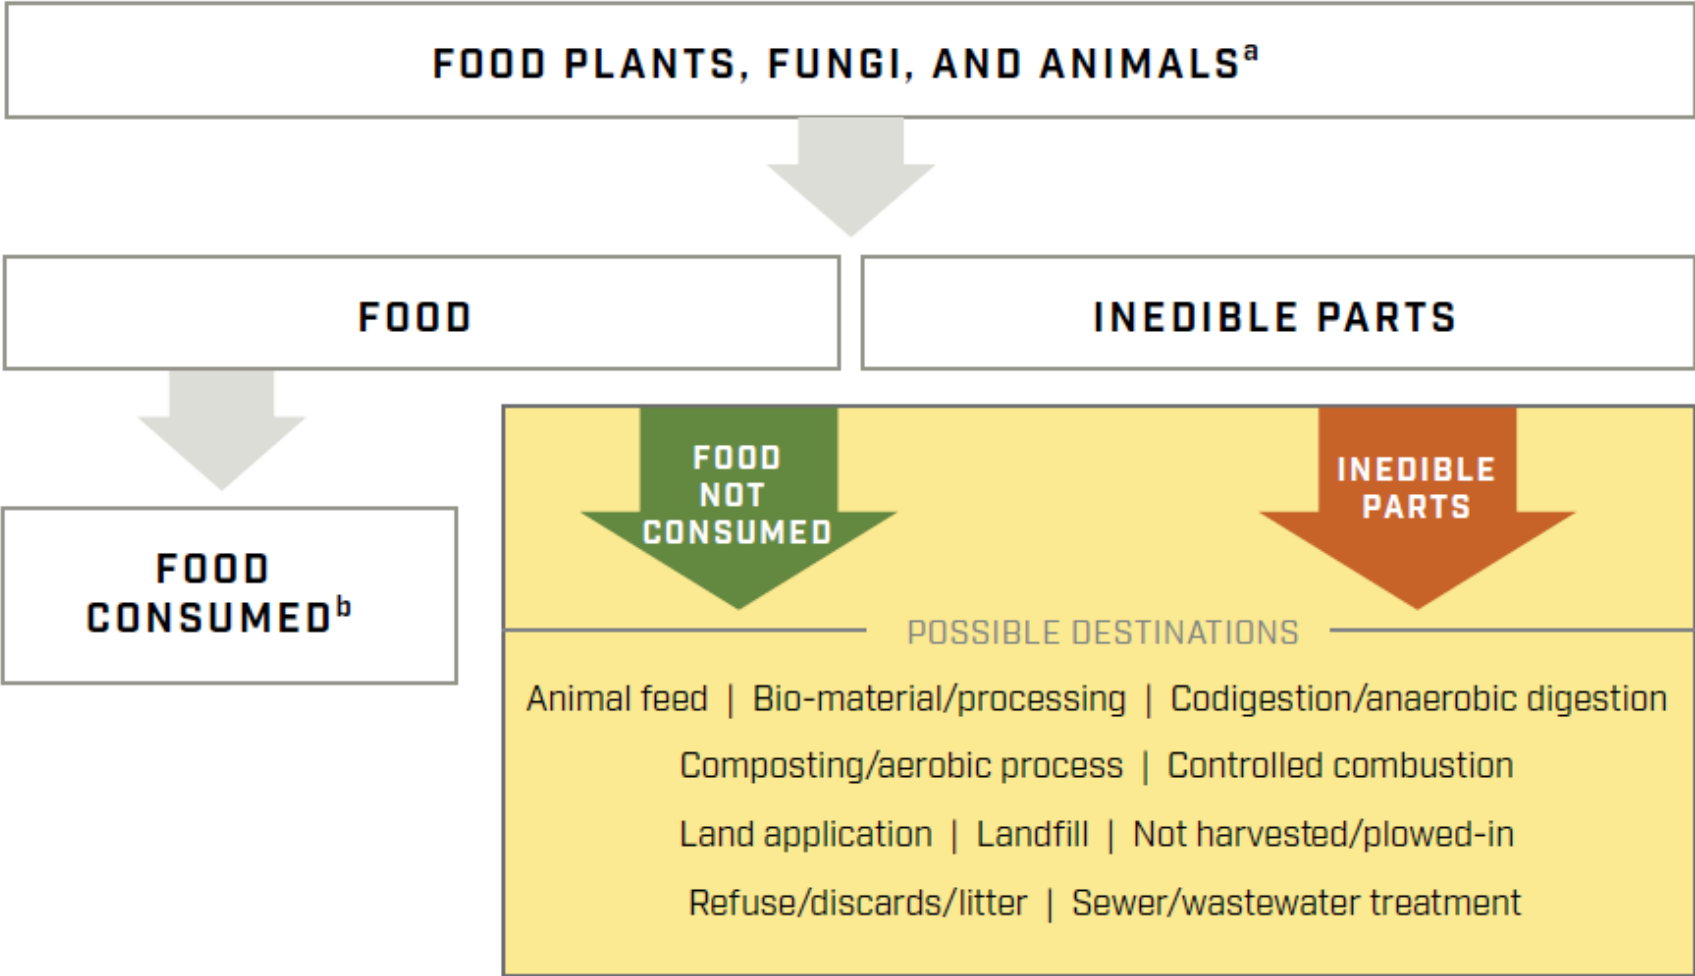 FOOD PLANTS, FUNGI, AND ANIMALSᵃ
FOOD
INEDIBLE PARTS
FOOD
CONSUMEDᵇ
FOOD
NOT
CONSUMED
INEDIBLE
PARTS
POSSIBLE DESTINATIONS
Animal feed | Bio-material/processing | Codigestion/anaerobic digestion
Composting/aerobic process | Controlled combustion
Land application | Landfill | Not harvested/plowed-in
Refuse/discards/litter | Sewer/wastewater treatment